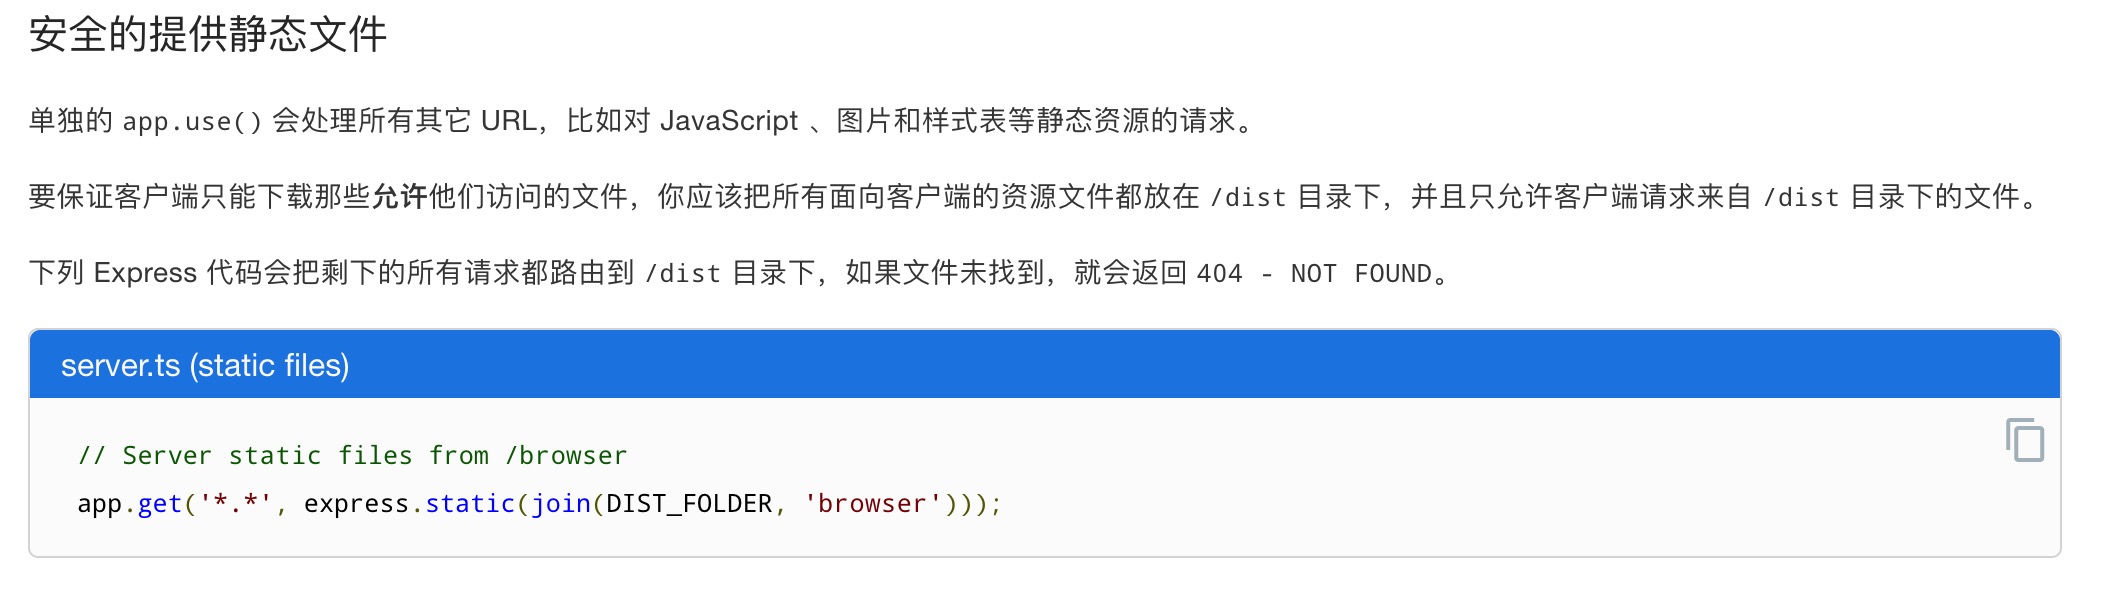 安全的提供静态文件
单独的 app.use() 会处理所有其它 URL，比如对 JavaScript 、图片和样式表等静态资源的请求。
要保证客户端只能下载那些允许他们访问的文件，你应该把所有面向客户端的资源文件都放在 /dist 目录下，并且只允许客户端请求来自 /dist 目录下的文件。
下列 Express 代码会把剩下的所有请求都路由到 /dist 目录下，如果文件未找到，就会返回 404 - NOT FOUND。
server.ts (static files)
// Server static files from /browser
app.get('*.*', express.static(join(DIST_FOLDER, 'browser')));